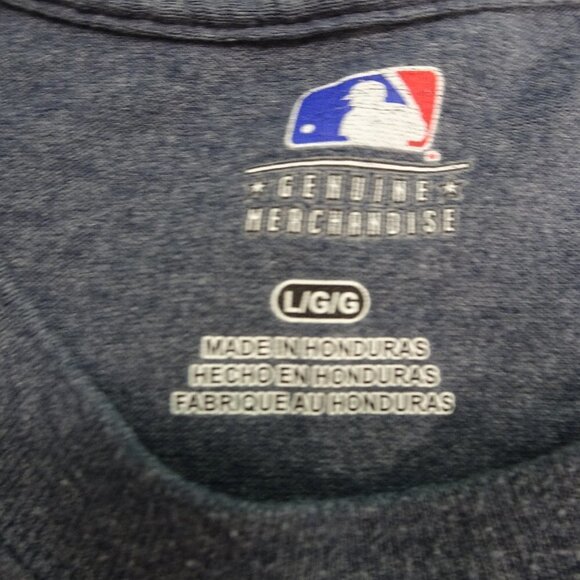 ★ GENUINE ★
MERCHANDISE
L/G/G
MADE IN HONDURAS
HECHO EN HONDURAS
FABRIQUE AU HONDURAS